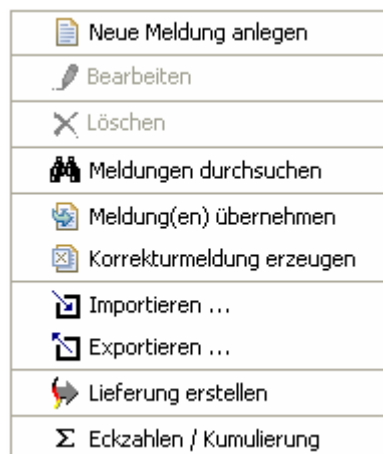 Neue Meldung anlegen
Bearbeiten
Löschen
Meldungen durchsuchen
Meldung(en) übernehmen
Korrekturmeldung erzeugen
Importieren ...
Exportieren ...
Lieferung erstellen
Σ Eckzahlen / Kumulierung